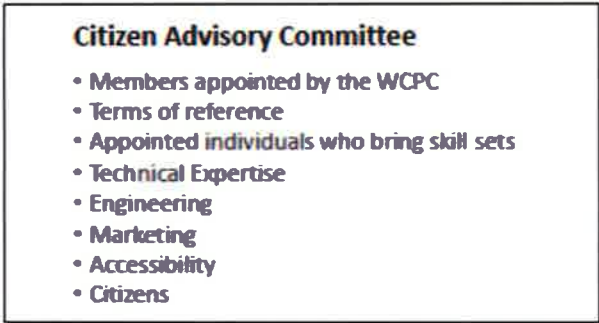 Citizen Advisory Committee
• Members appointed by the WCPC
• Terms of reference
• Appointed individuals who bring skill sets
• Technical Expertise
• Engineering
• Marketing
• Accessibility
• Citizens